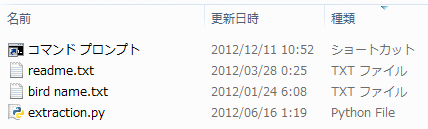 名前 更新日時 種類
コマンド プロンプト 2012/12/11 10:52 ショートカット
readme.txt 2012/03/28 0:25 TXT ファイル
bird name.txt 2012/01/24 6:08 TXT ファイル
extraction.py 2012/06/16 1:19 Python File